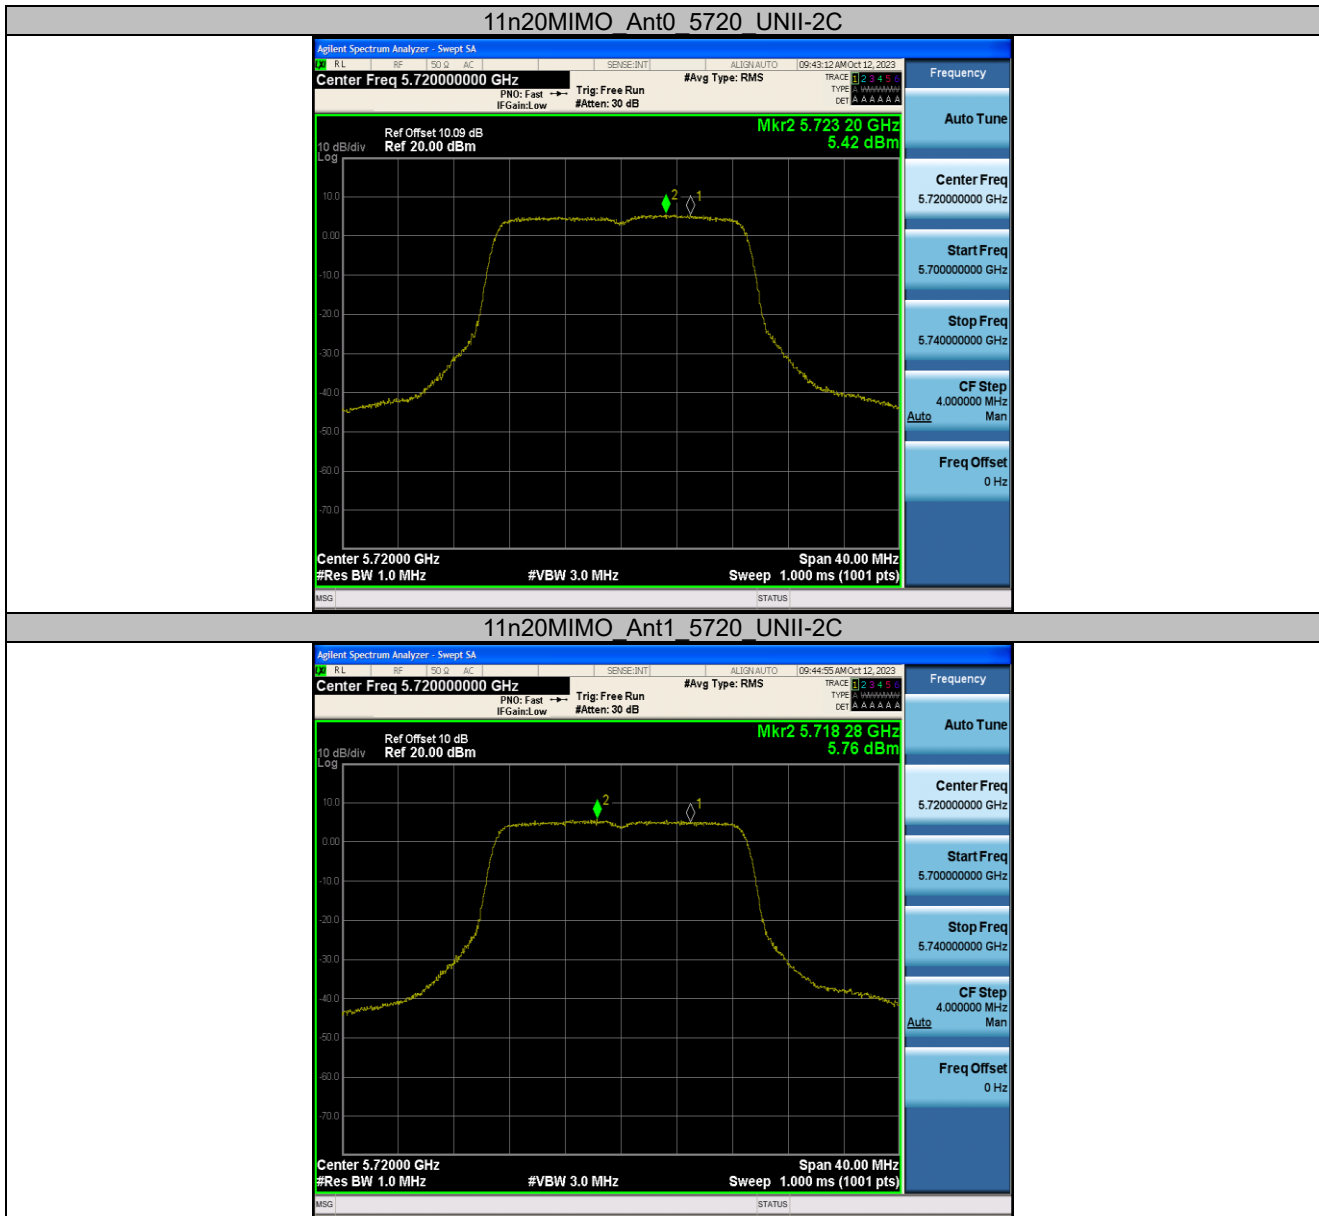 11n20MIMO_Ant0_5720_UNII-2C
Agilent Spectrum Analyzer - Swept SA
RL RF 50 Ω AC SENSE:INT ALIGN AUTO 09:43:12 AM Oct 12, 2023
Center Freq 5.720000000 GHz #Avg Type: RMS TRACE 1 2 3 4 5 6
PNO: Fast Trig: Free Run TYPE A WWWWW
IFGain:Low #Atten: 30 dB DET A A A A A A
Frequency
Auto Tune
Mkr2 5.723 20 GHz
5.42 dBm
Ref Offset 10.09 dB
10 dB/div Ref 20.00 dBm
Log
2 1
10.0
0.00
-10.0
-20.0
-30.0
-40.0
-50.0
-60.0
-70.0
Center Freq
5.720000000 GHz
Start Freq
5.700000000 GHz
Stop Freq
5.740000000 GHz
CF Step
4.000000 MHz
Auto Man
Freq Offset
0 Hz
Center 5.72000 GHz Span 40.00 MHz
#Res BW 1.0 MHz #VBW 3.0 MHz Sweep 1.000 ms (1001 pts)
MSG STATUS
11n20MIMO_Ant1_5720_UNII-2C
Agilent Spectrum Analyzer - Swept SA
RL RF 50 Ω AC SENSE:INT ALIGN AUTO 09:44:55 AM Oct 12, 2023
Center Freq 5.720000000 GHz #Avg Type: RMS TRACE 1 2 3 4 5 6
PNO: Fast Trig: Free Run TYPE A WWWWW
IFGain:Low #Atten: 30 dB DET A A A A A A
Frequency
Auto Tune
Mkr2 5.718 28 GHz
5.76 dBm
Ref Offset 10 dB
10 dB/div Ref 20.00 dBm
Log
2 1
10.0
0.00
-10.0
-20.0
-30.0
-40.0
-50.0
-60.0
-70.0
Center Freq
5.720000000 GHz
Start Freq
5.700000000 GHz
Stop Freq
5.740000000 GHz
CF Step
4.000000 MHz
Auto Man
Freq Offset
0 Hz
Center 5.72000 GHz Span 40.00 MHz
#Res BW 1.0 MHz #VBW 3.0 MHz Sweep 1.000 ms (1001 pts)
MSG STATUS